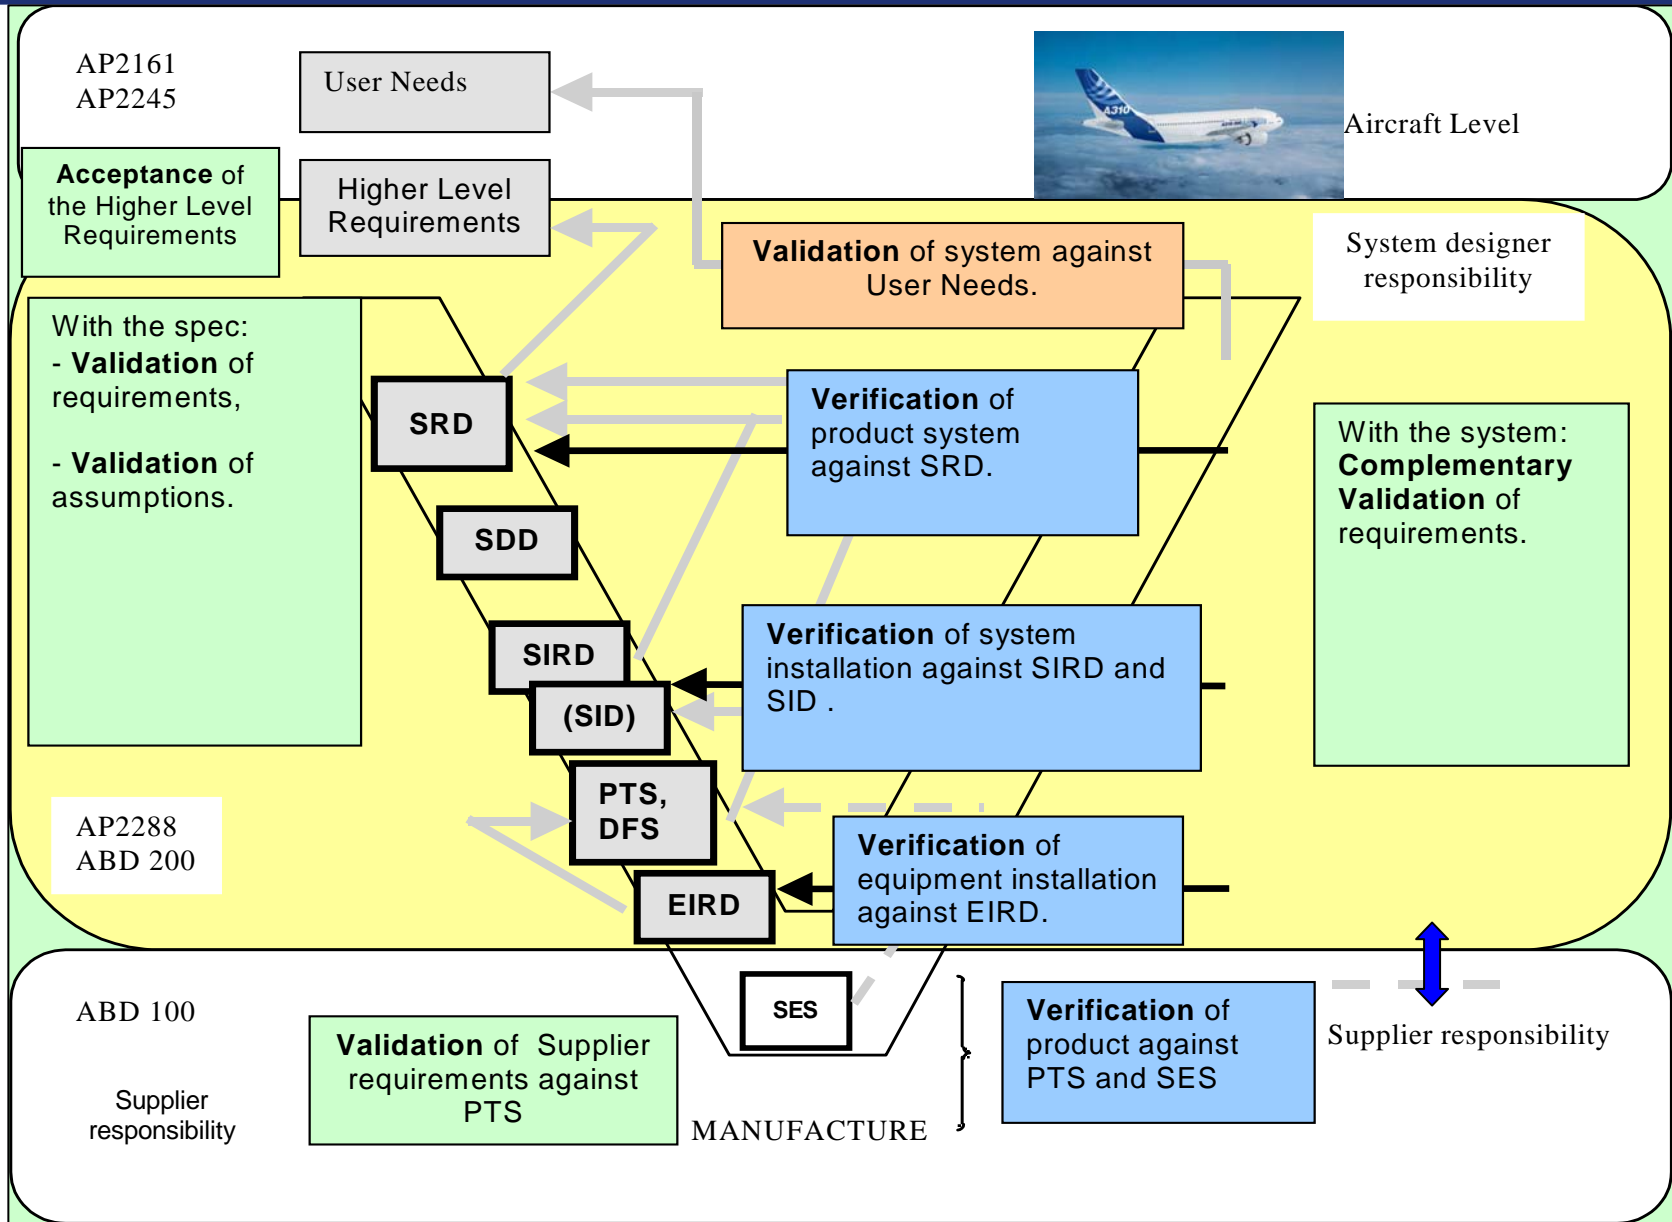 AP2161
AP2245
User Needs
A310
Aircraft Level
Acceptance of
the Higher Level
Requirements
Higher Level
Requirements
Validation of system against
User Needs.
System designer
responsibility
With the spec:
- Validation of
requirements,
- Validation of
assumptions.
SRD
Verification of
product system
against SRD.
With the system:
Complementary
Validation of
requirements.
SDD
SIRD
(SID)
Verification of system
installation against SIRD and
SID .
PTS,
DFS
AP2288
ABD 200
EIRD
Verification of
equipment installation
against EIRD.
ABD 100
Supplier
responsibility
Validation of Supplier
requirements against
PTS
SES
MANUFACTURE
Verification of
product against
PTS and SES
Supplier responsibility